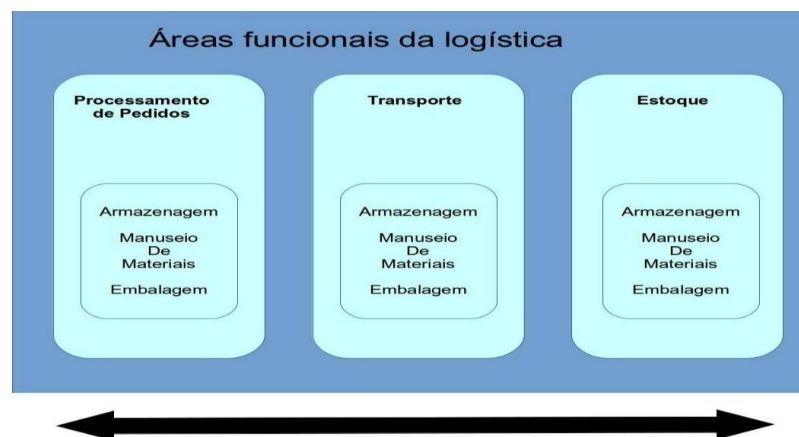 Áreas funcionais da logística
Processamento
de Pedidos
Armazenagem
Manuseio
De
Materiais
Embalagem
Transporte
Armazenagem
Manuseio
De
Materiais
Embalagem
Estoque
Armazenagem
Manuseio
De
Materiais
Embalagem